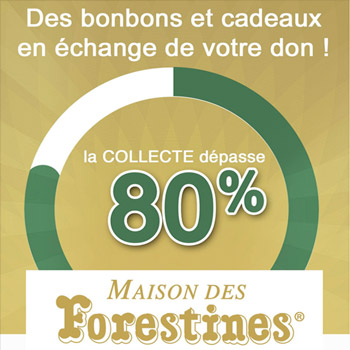 Des bonbons et cadeaux
en échange de votre don !
la COLLECTE dépasse
80%
MAISON DES
Forestines®